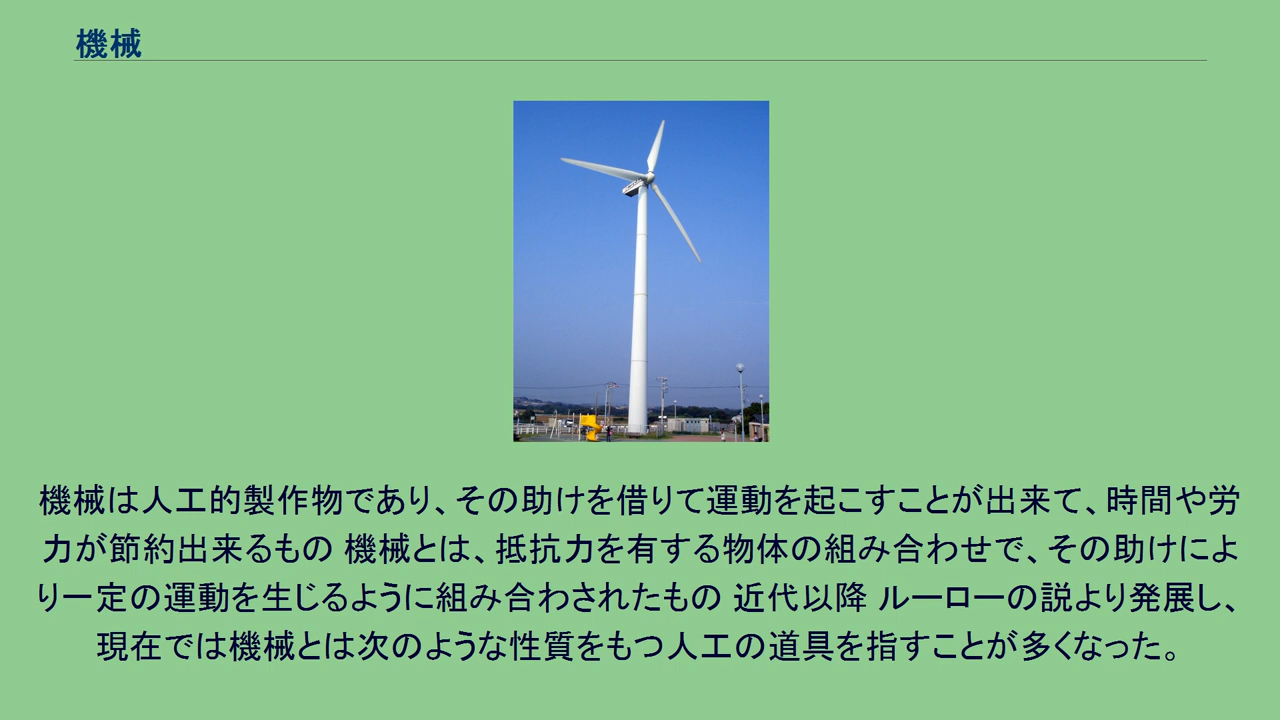 機械
機械は人工的製作物であり、その助けを借りて運動を起こすことが出来て、時間や労
力が節約出来るもの 機械とは、抵抗力を有する物体の組み合わせで、その助けによ
り一定の運動を生じるように組み合わされたもの 近代以降 ルーローの説より発展し、
現在では機械とは次のような性質をもつ人工の道具を指すことが多くなった。